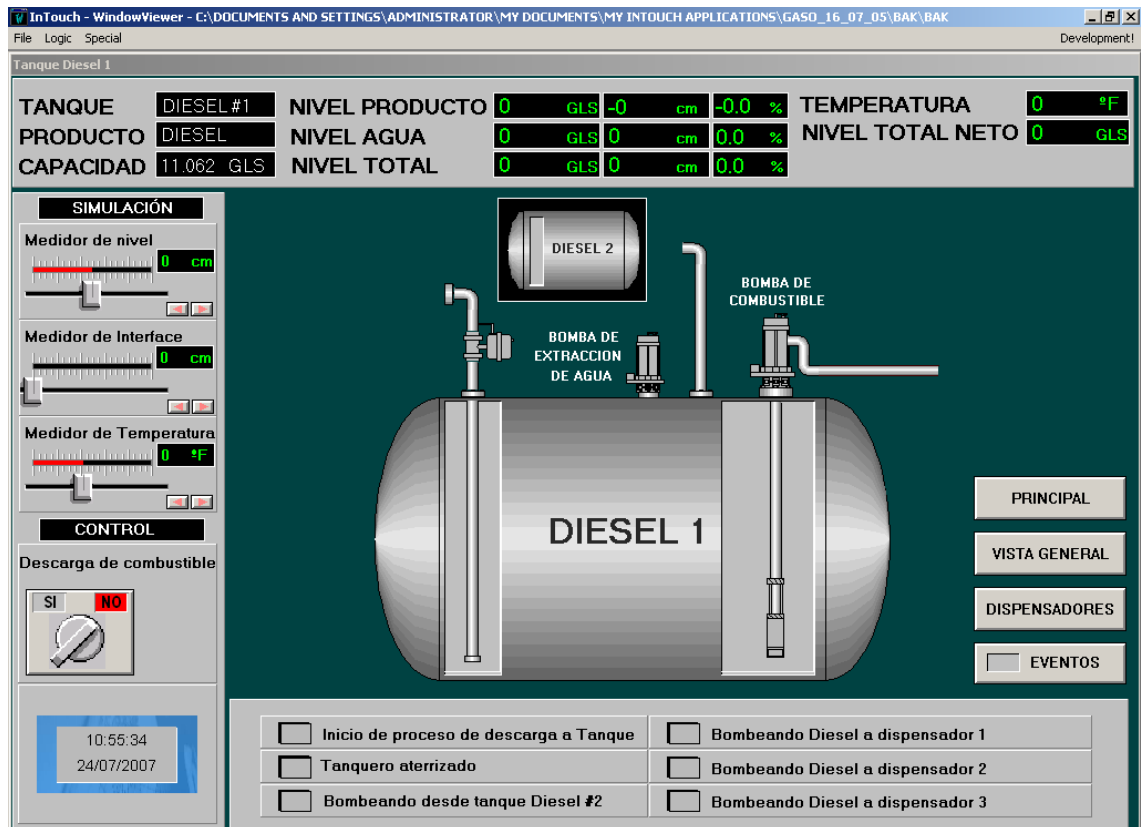 InTouch - WindowViewer - C:\DOCUMENTS AND SETTINGS\ADMINISTRATOR\MY DOCUMENTS\MY INTOUCH APPLICATIONS\GASO_16_07_05\BAK\BAK
File Logic Special Development!
Tanque Diesel 1
TANQUE DIESEL #1 NIVEL PRODUCTO 0 GLS -0 cm -0.0 % TEMPERATURA 0 ºF
PRODUCTO DIESEL NIVEL AGUA 0 GLS 0 cm 0.0 % NIVEL TOTAL NETO 0 GLS
CAPACIDAD 11.062 GLS NIVEL TOTAL 0 GLS 0 cm 0.0 %
SIMULACIÓN
Medidor de nivel
0 cm
Medidor de Interface
0 cm
Medidor de Temperatura
0 ºF
CONTROL
Descarga de combustible
SI NO
10:55:34
24/07/2007
DIESEL 2
BOMBA DE
COMBUSTIBLE
BOMBA DE
EXTRACCION
DE AGUA
DIESEL 1
PRINCIPAL
VISTA GENERAL
DISPENSADORES
EVENTOS
Inicio de proceso de descarga a Tanque
Tanquero aterrizado
Bombeando desde tanque Diesel #2
Bombeando Diesel a dispensador 1
Bombeando Diesel a dispensador 2
Bombeando Diesel a dispensador 3